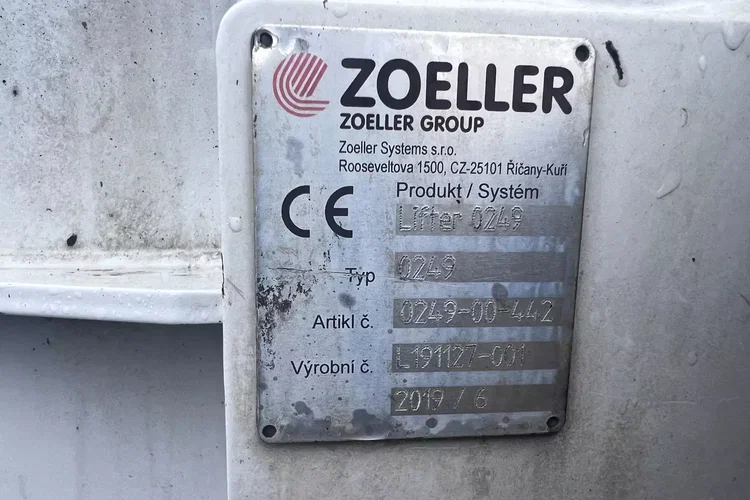 ZOELLER
ZOELLER GROUP
Zoeller Systems s.r.o.
Rooseveltova 1500, CZ-25101 Říčany-Kuří
CE
Produkt / Systém
Lifter 0249
Typ 0249
Artikl č. 0249-00-442
Výrobní č. L191127-001
2019 / 6